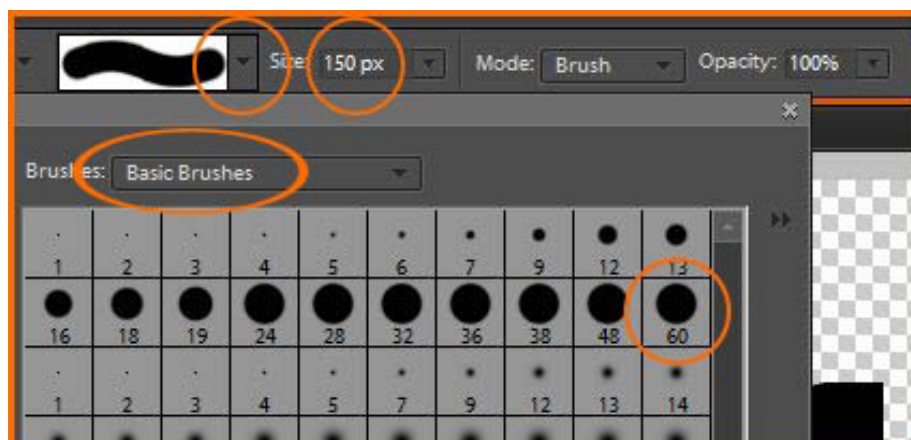 Size: 150 px Mode: Brush Opacity: 100%
Brushes: Basic Brushes
1 2 3 4 5 6 7 9 12 13
16 18 19 24 28 32 36 38 48 60
1 2 3 4 5 7 9 12 13 14